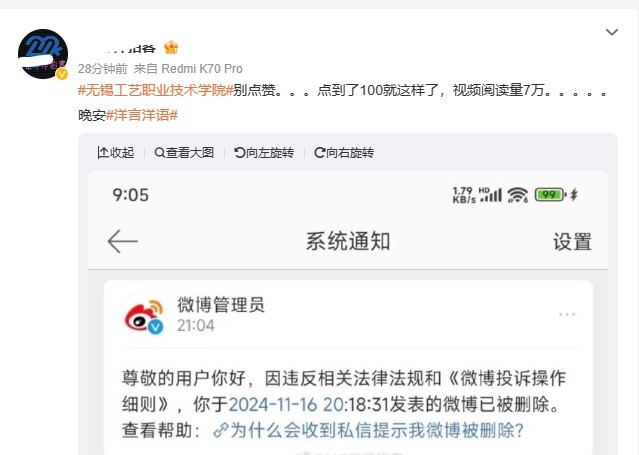 28分钟前 来自 Redmi K70 Pro
#无锡工艺职业技术学院#别点赞。。。点到了100就这样了，视频阅读量7万。。。。。
晚安#洋言洋语#
收起 查看大图 向左旋转 向右旋转
9:05 1.79 KB/s HD 6 99
系统通知 设置
微博管理员
21:04
尊敬的用户你好，因违反相关法律法规和《微博投诉操作
细则》，你于2024-11-16 20:18:31发表的微博已被删除。
查看帮助：为什么会收到私信提示我微博被删除？